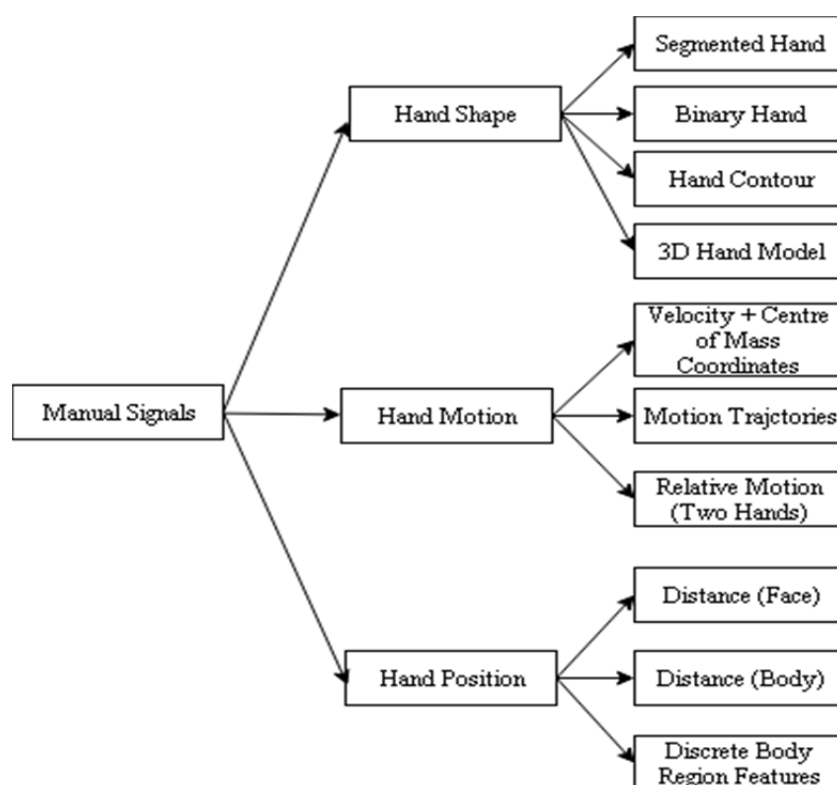 Manual Signals
Hand Shape
Segmented Hand
Binary Hand
Hand Contour
3D Hand Model
Hand Motion
Velocity + Centre
of Mass
Coordinates
Motion Trajctories
Relative Motion
(Two Hands)
Hand Position
Distance (Face)
Distance (Body)
Discrete Body
Region Features